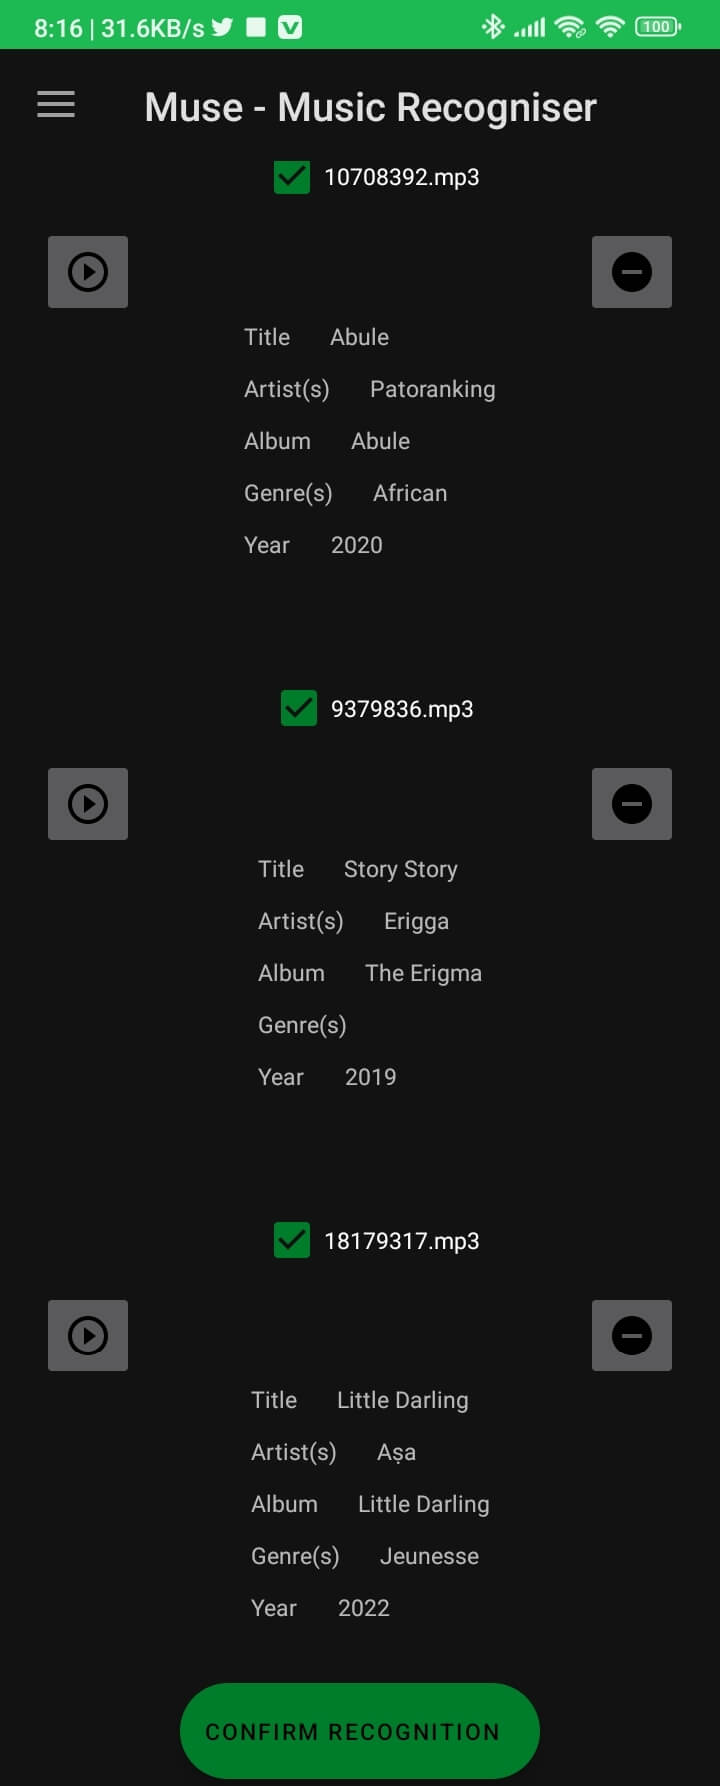 8:16 | 31.6KB/s 100
Muse - Music Recogniser
10708392.mp3
Title Abule
Artist(s) Patoranking
Album Abule
Genre(s) African
Year 2020
9379836.mp3
Title Story Story
Artist(s) Erigga
Album The Erigma
Genre(s)
Year 2019
18179317.mp3
Title Little Darling
Artist(s) Aṣa
Album Little Darling
Genre(s) Jeunesse
Year 2022
CONFIRM RECOGNITION